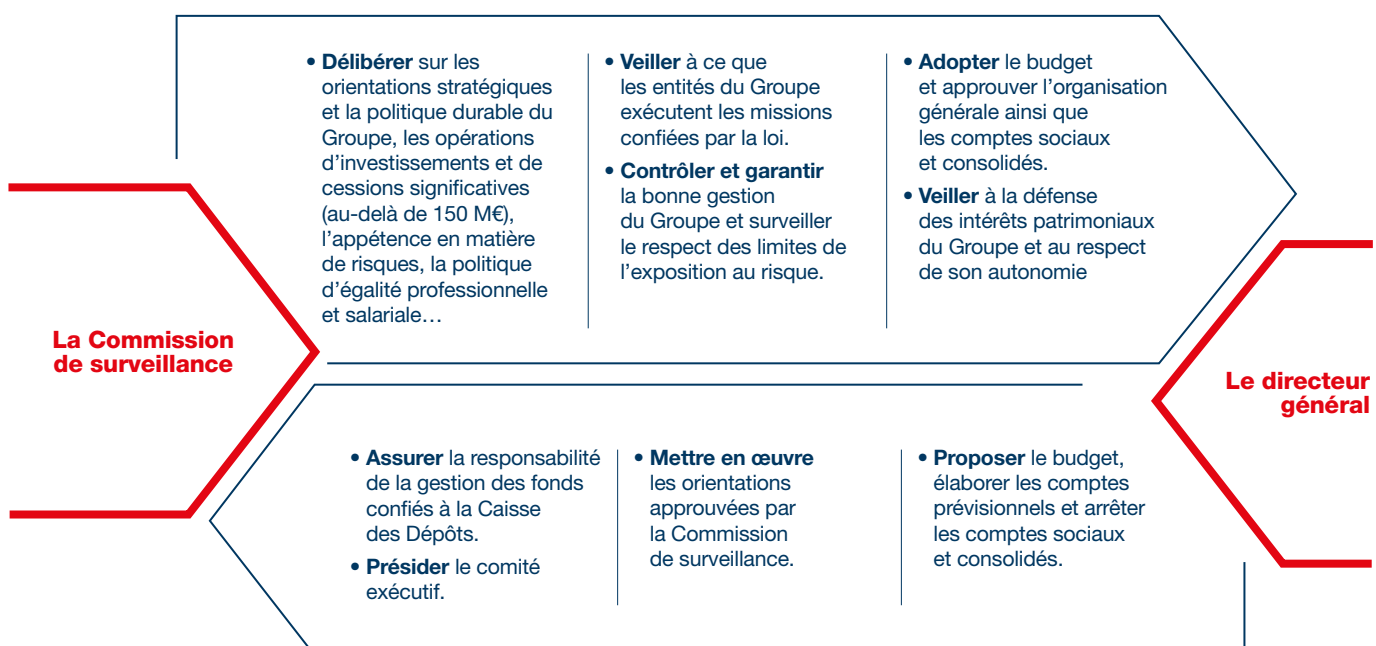 La Commission
de surveillance
• Délibérer sur les
orientations stratégiques
et la politique durable du
Groupe, les opérations
d’investissements et de
cessions significatives
(au-delà de 150 M€),
l’appétence en matière
de risques, la politique
d’égalité professionnelle
et salariale…
• Veiller à ce que
les entités du Groupe
exécutent les missions
confiées par la loi.
• Contrôler et garantir
la bonne gestion
du Groupe et surveiller
le respect des limites de
l’exposition au risque.
• Adopter le budget
et approuver l’organisation
générale ainsi que
les comptes sociaux
et consolidés.
• Veiller à la défense
des intérêts patrimoniaux
du Groupe et au respect
de son autonomie
Le directeur
général
• Assurer la responsabilité
de la gestion des fonds
confiés à la Caisse
des Dépôts.
• Présider le comité
exécutif.
• Mettre en œuvre
les orientations
approuvées par
la Commission
de surveillance.
• Proposer le budget,
élaborer les comptes
prévisionnels et arrêter
les comptes sociaux
et consolidés.